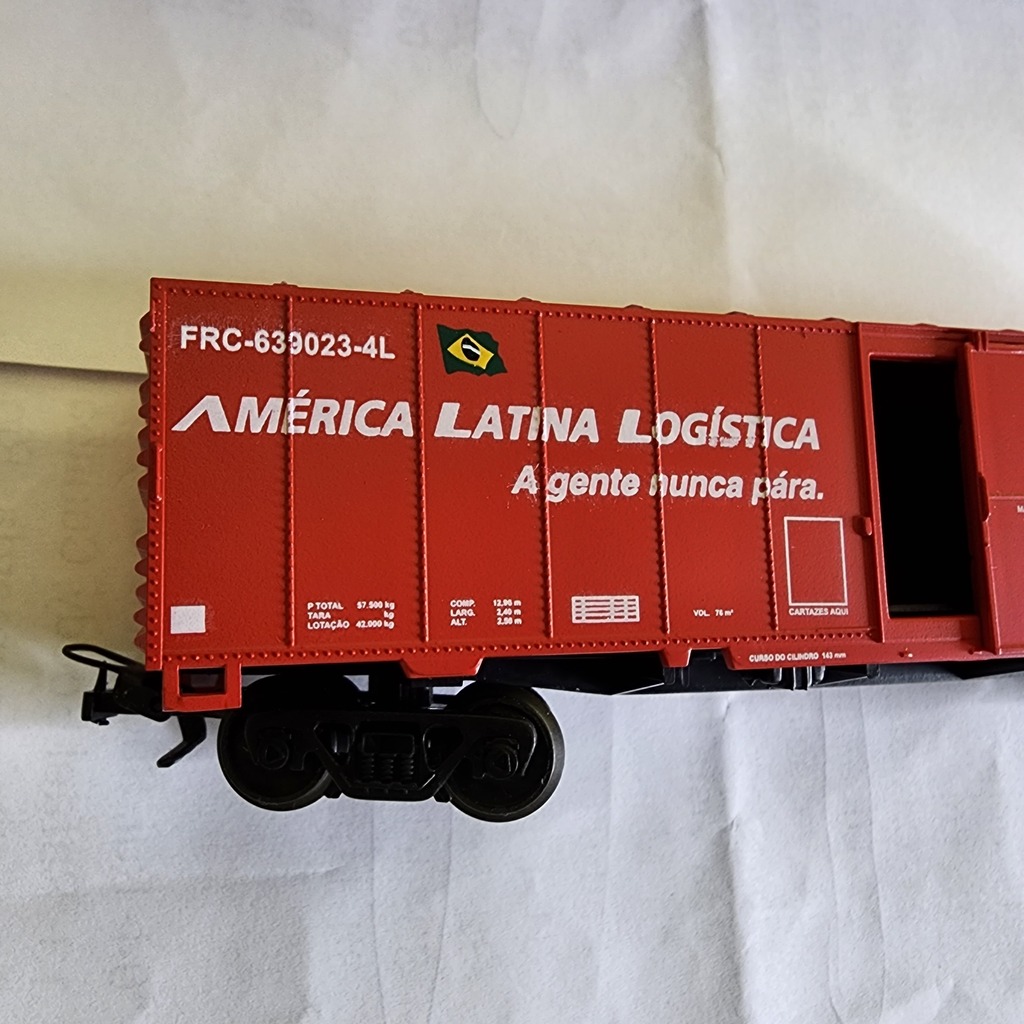 FRC-639023-4L
AMÉRICA LATINA LOGÍSTICA
A gente nunca pára.
P TOTAL 57.500 kg
TARA kg
LOTAÇÃO 42.000 kg
COMP. 12,96 m
LARG. 2,40 m
ALT. 2,50 m
VOL. 76 m³
CARTAZES AQUI
CURSO DO CILINDRO 143 mm